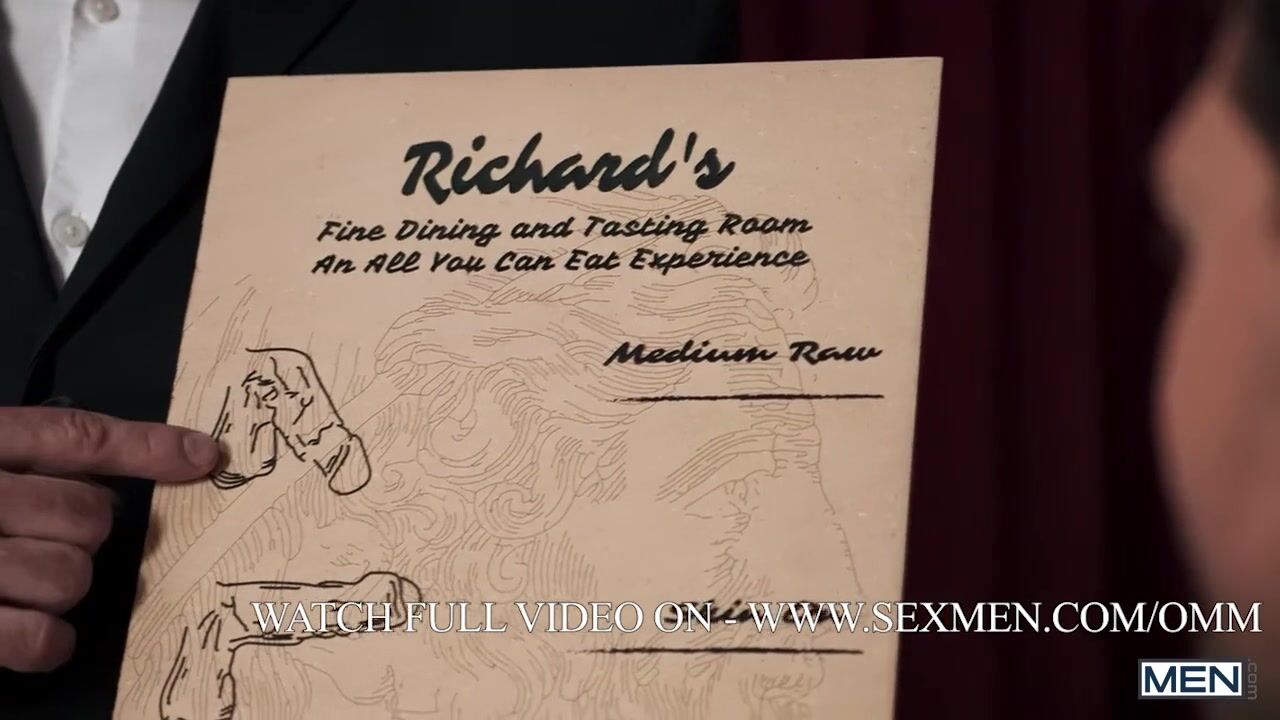 Richard's
Fine Dining and Tasting Room
An All You Can Eat Experience
Medium Raw
WATCH FULL VIDEO ON - WWW.SEXMEN.COM/OMM
MEN.com